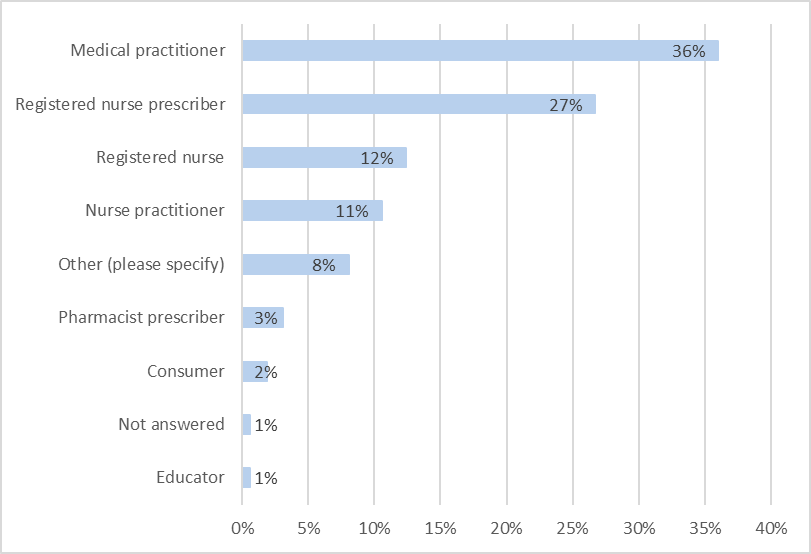 Medical practitioner 36%
Registered nurse prescriber 27%
Registered nurse 12%
Nurse practitioner 11%
Other (please specify) 8%
Pharmacist prescriber 3%
Consumer 2%
Not answered 1%
Educator 1%
0% 5% 10% 15% 20% 25% 30% 35% 40%